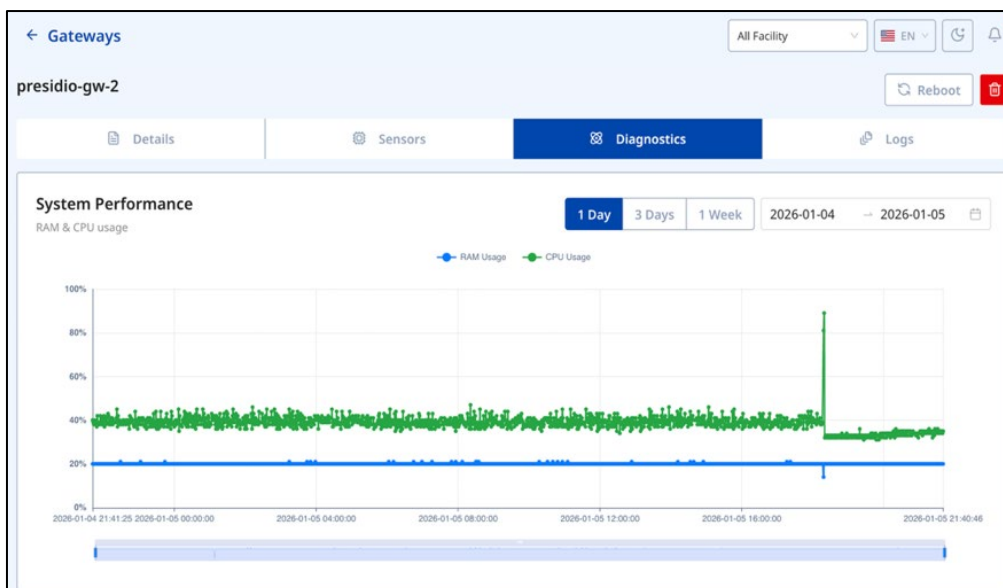 ← Gateways
All Facility
EN
presidio-gw-2
Reboot
Details
Sensors
Diagnostics
Logs
System Performance
RAM & CPU usage
1 Day
3 Days
1 Week
2026-01-04 → 2026-01-05
RAM Usage
CPU Usage
100%
80%
60%
40%
20%
0%
2026-01-04 21:41:25
2026-01-05 00:00:00
2026-01-05 04:00:00
2026-01-05 08:00:00
2026-01-05 12:00:00
2026-01-05 16:00:00
2026-01-05 21:40:46